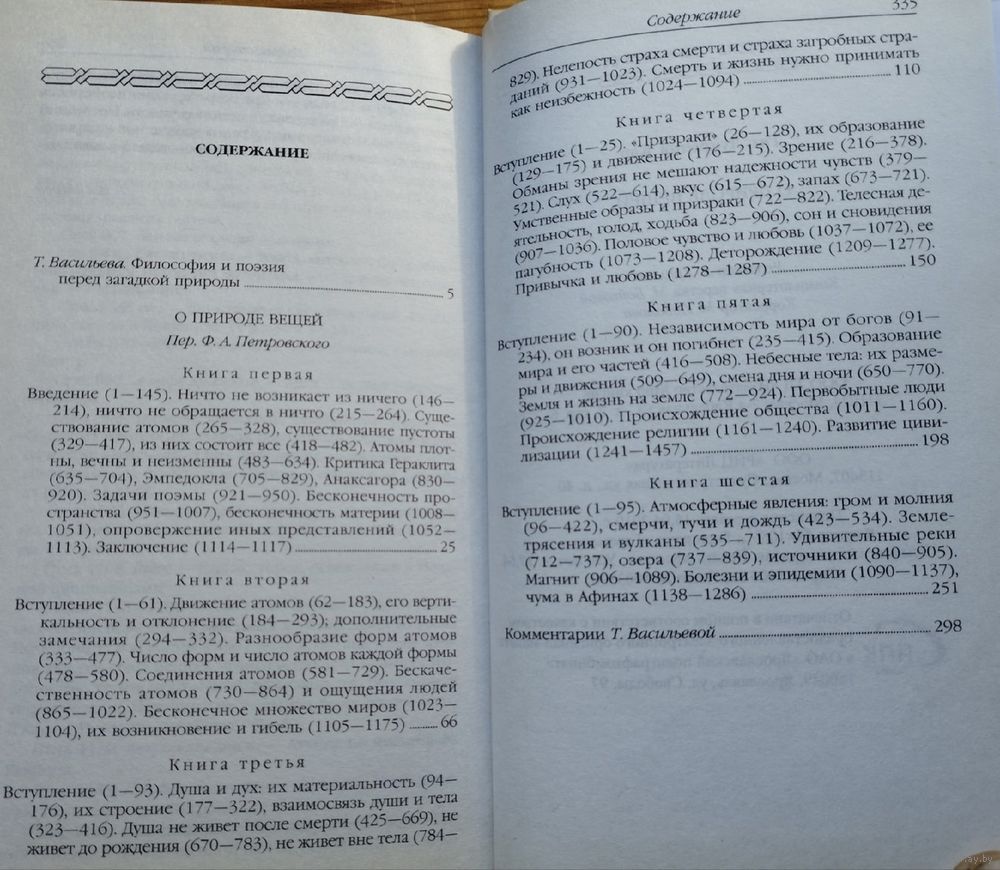 СОДЕРЖАНИЕ
Т. Васильева. Философия и поэзия
перед загадкой природы 5
О ПРИРОДЕ ВЕЩЕЙ
Пер. Ф. А. Петровского
Книга первая
Введение (1—145). Ничто не возникает из ничего (146—
214), ничто не обращается в ничто (215—264). Суще-
ствование атомов (265—328), существование пустоты
(329—417), из них состоит все (418—482). Атомы плот-
ны, вечны и неизменны (483—634). Критика Гераклита
(635—704), Эмпедокла (705—829), Анаксагора (830—
920). Задачи поэмы (921—950). Бесконечность про-
странства (951—1007), бесконечность материи (1008—
1051), опровержение иных представлений (1052—
1113). Заключение (1114—1117) 25
Книга вторая
Вступление (1—61). Движение атомов (62—183), его верти-
кальность и отклонение (184—293); дополнительные
замечания (294—332). Разнообразие форм атомов
(333—477). Число форм и число атомов каждой формы
(478—580). Соединения атомов (581—729). Бескаче-
ственность атомов (730—864) и ощущения людей
(865—1022). Бесконечное множество миров (1023—
1104), их возникновение и гибель (1105—1175) 66
Книга третья
Вступление (1—93). Душа и дух: их материальность (94—
176), их строение (177—322), взаимосвязь души и тела
(323—416). Душа не живет после смерти (425—669), не
живет до рождения (670—783), не живет вне тела (784—
Содержание 335
829). Нелепость страха смерти и страха загробных стра-
даний (931—1023). Смерть и жизнь нужно принимать
как неизбежность (1024—1094) 110
Книга четвертая
Вступление (1—25). «Призраки» (26—128), их образование
(129—175) и движение (176—215). Зрение (216—378).
Обманы зрения не мешают надежности чувств (379—
521). Слух (522—614), вкус (615—672), запах (673—721).
Умственные образы и призраки (722—822). Телесная де-
ятельность, голод, ходьба (823—906), сон и сновидения
(907—1036). Половое чувство и любовь (1037—1072), ее
пагубность (1073—1208). Деторождение (1209—1277).
Привычка и любовь (1278—1287) 150
Книга пятая
Вступление (1—90). Независимость мира от богов (91—
234), он возник и он погибнет (235—415). Образование
мира и его частей (416—508). Небесные тела: их разме-
ры и движения (509—649), смена дня и ночи (650—770).
Земля и жизнь на земле (772—924). Первобытные люди
(925—1010). Происхождение общества (1011—1160).
Происхождение религии (1161—1240). Развитие циви-
лизации (1241—1457) 198
Книга шестая
Вступление (1—95). Атмосферные явления: гром и молния
(96—422), смерчи, тучи и дождь (423—534). Земле-
трясения и вулканы (535—711). Удивительные реки
(712—737), озера (737—839), источники (840—905).
Магнит (906—1089). Болезни и эпидемии (1090—1137),
чума в Афинах (1138—1286) 251
Комментарии Т. Васильевой 298